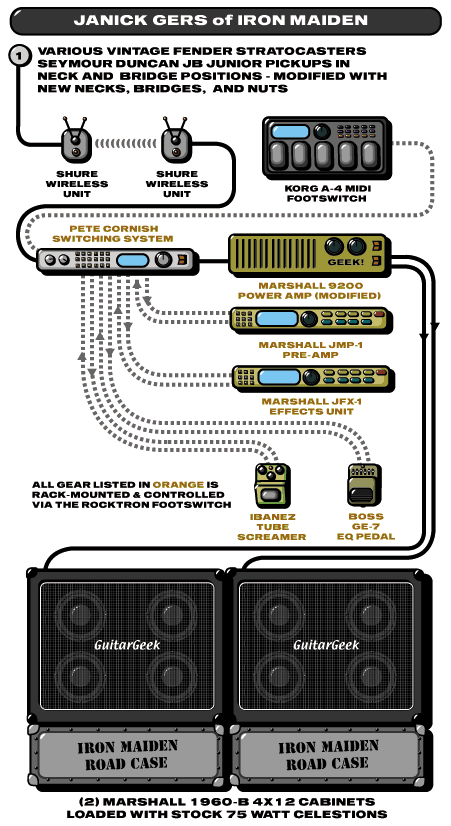 JANICK GERS of IRON MAIDEN
1
VARIOUS VINTAGE FENDER STRATOCASTERS
SEYMOUR DUNCAN JB JUNIOR PICKUPS IN
NECK AND BRIDGE POSITIONS - MODIFIED WITH
NEW NECKS, BRIDGES, AND NUTS
SHURE
WIRELESS
UNIT
SHURE
WIRELESS
UNIT
KORG A-4 MIDI
FOOTSWITCH
PETE CORNISH
SWITCHING SYSTEM
GEEK!
MARSHALL 9200
POWER AMP (MODIFIED)
MARSHALL JMP-1
PRE-AMP
MARSHALL JFX-1
EFFECTS UNIT
ALL GEAR LISTED IN ORANGE IS
RACK-MOUNTED & CONTROLLED
VIA THE ROCKTRON FOOTSWITCH
IBANEZ
TUBE
SCREAMER
BOSS
GE-7
EQ PEDAL
GuitarGeek
GuitarGeek
IRON MAIDEN
ROAD CASE
IRON MAIDEN
ROAD CASE
(2) MARSHALL 1960-B 4X12 CABINETS
LOADED WITH STOCK 75 WATT CELESTIONS